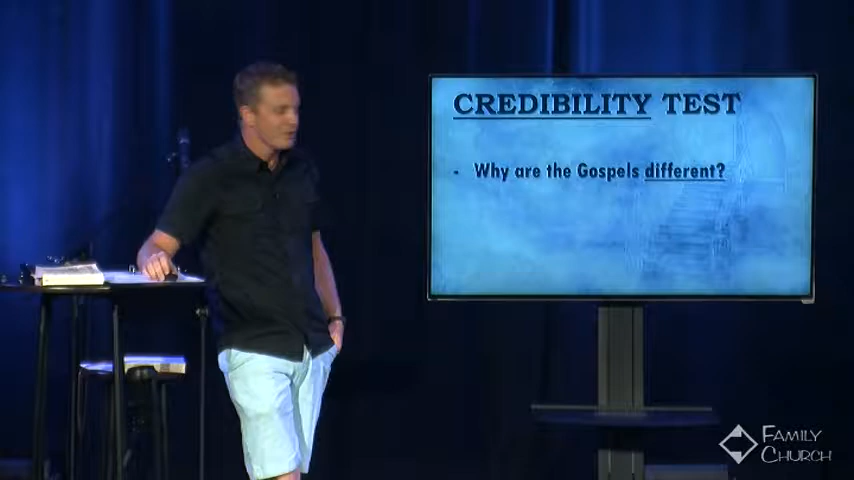 CREDIBILITY TEST
- Why are the Gospels different?
FAMILY
CHURCH